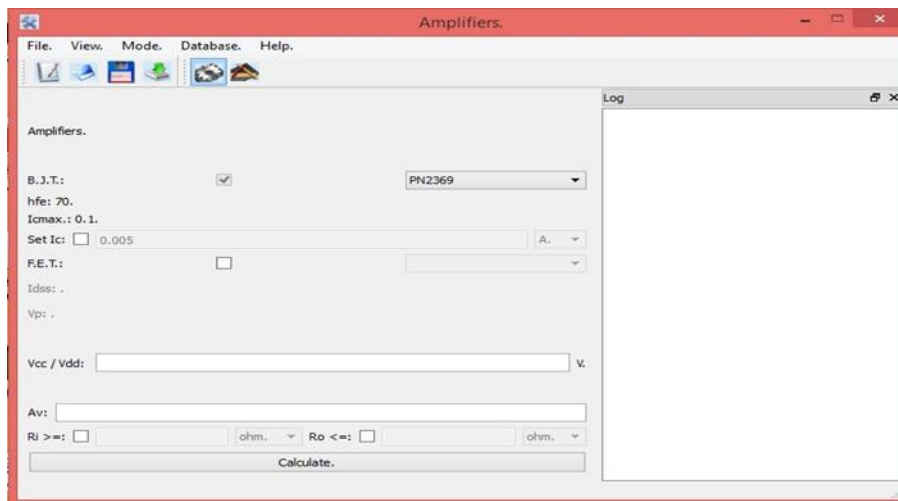 Amplifiers.
File. View. Mode. Database. Help.
Log
Amplifiers.
B.J.T.: PN2369
hfe: 70.
Icmax.: 0.1.
Set Ic: 0.005 A.
F.E.T.:
Idss: .
Vp: .
Vcc / Vdd: V.
Av:
Ri >=: ohm. Ro <=: ohm.
Calculate.